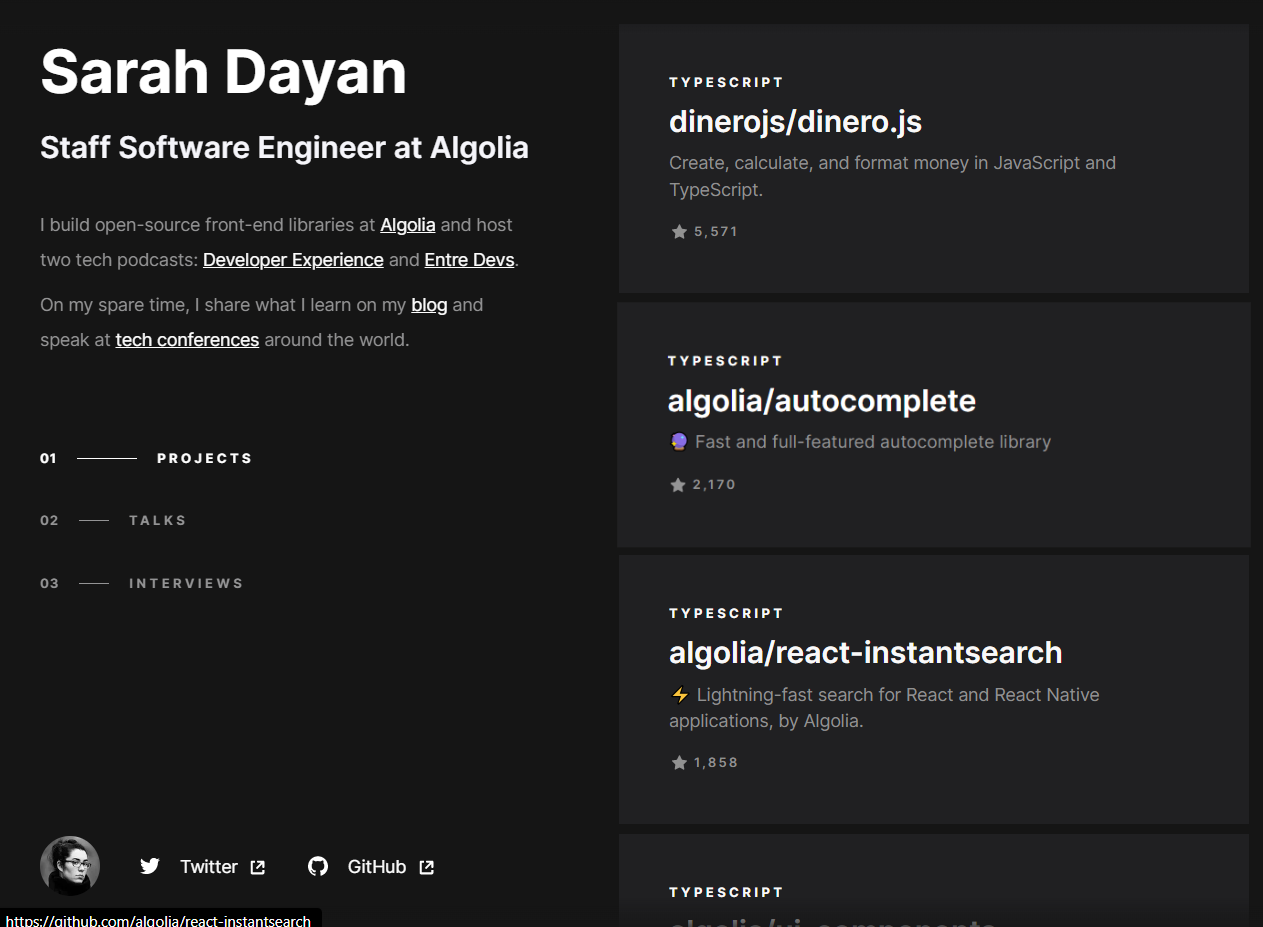 Sarah Dayan
Staff Software Engineer at Algolia
I build open-source front-end libraries at Algolia and host
two tech podcasts: Developer Experience and Entre Devs.
On my spare time, I share what I learn on my blog and
speak at tech conferences around the world.
01 PROJECTS
02 TALKS
03 INTERVIEWS
Twitter
GitHub
https://github.com/algolia/react-instantsearch
TYPESCRIPT
dinerojs/dinero.js
Create, calculate, and format money in JavaScript and
TypeScript.
5,571
TYPESCRIPT
algolia/autocomplete
🔮 Fast and full-featured autocomplete library
2,170
TYPESCRIPT
algolia/react-instantsearch
⚡ Lightning-fast search for React and React Native
applications, by Algolia.
1,858
TYPESCRIPT
algolia/ui-components